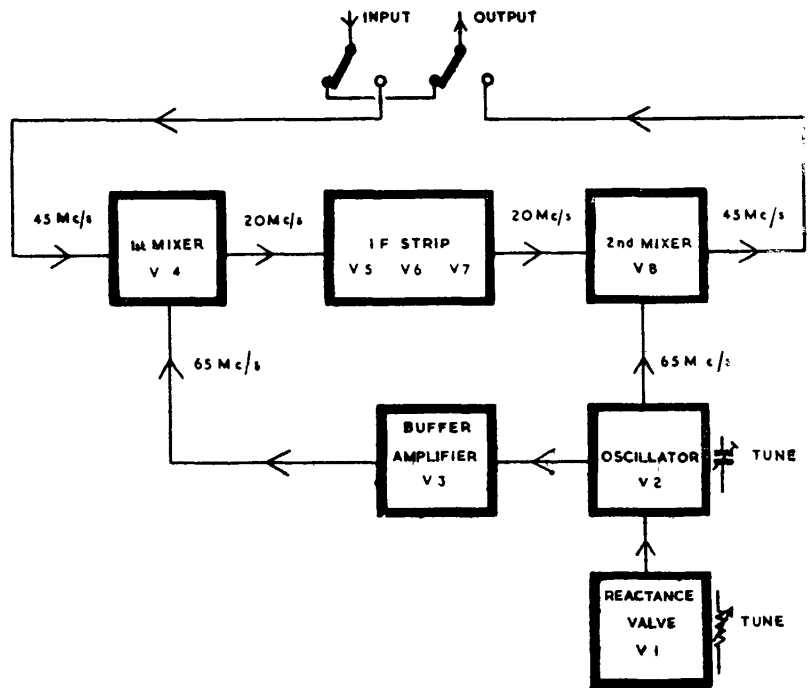 INPUT
OUTPUT
45 Mc/s
1st MIXER
V 4
20 Mc/s
I F STRIP
V 5 V 6 V 7
20 Mc/s
2nd MIXER
V 8
45 Mc/s
65 Mc/s
65 Mc/s
BUFFER
AMPLIFIER
V 3
OSCILLATOR
V 2
TUNE
REACTANCE
VALVE
V 1
TUNE